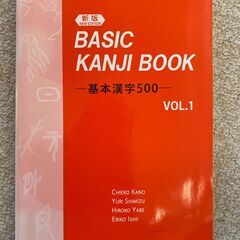 新版
NEW EDITION
BASIC
KANJI BOOK
―基本漢字500―
VOL.1
CHIEKO KANO
YURI SHIMIZU
HIROKO YABE
ERIKO ISHII